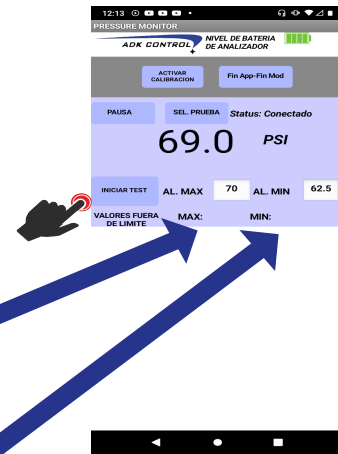 12:13
PRESSURE MONITOR
ADK CONTROL
NIVEL DE BATERIA
DE ANALIZADOR
ACTIVAR
CALIBRACION
Fin App-Fin Mod
PAUSA
SEL. PRUEBA
Status: Conectado
69.0 PSI
INICIAR TEST
AL. MAX
70
AL. MIN
62.5
VALORES FUERA
DE LIMITE
MAX:
MIN: